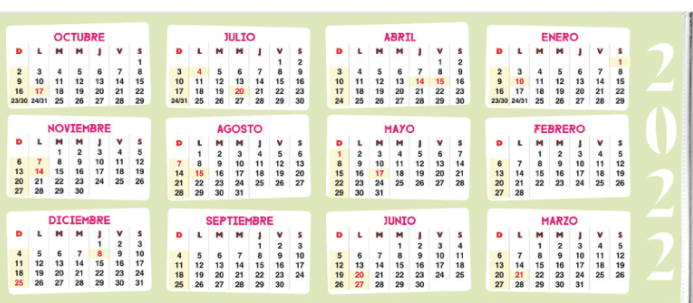 OCTUBRE
D L M M J V S
1
2 3 4 5 6 7 8
9 10 11 12 13 14 15
16 17 18 19 20 21 22
23/30 24/31 25 26 27 28 29
JULIO
D L M M J V S
1 2
3 4 5 6 7 8 9
10 11 12 13 14 15 16
17 18 19 20 21 22 23
24/31 25 26 27 28 29 30
ABRIL
D L M M J V S
1 2
3 4 5 6 7 8 9
10 11 12 13 14 15 16
17 18 19 20 21 22 23
24 25 26 27 28 29 30
ENERO
D L M M J V S
1
2 3 4 5 6 7 8
9 10 11 12 13 14 15
16 17 18 19 20 21 22
23/30 24/31 25 26 27 28 29
NOVIEMBRE
D L M M J V S
1 2 3 4 5
6 7 8 9 10 11 12
13 14 15 16 17 18 19
20 21 22 23 24 25 26
27 28 29 30
AGOSTO
D L M M J V S
1 2 3 4 5 6
7 8 9 10 11 12 13
14 15 16 17 18 19 20
21 22 23 24 25 26 27
28 29 30 31
MAYO
D L M M J V S
1 2 3 4 5 6 7
8 9 10 11 12 13 14
15 16 17 18 19 20 21
22 23 24 25 26 27 28
29 30 31
FEBRERO
D L M M J V S
1 2 3 4 5
6 7 8 9 10 11 12
13 14 15 16 17 18 19
20 21 22 23 24 25 26
27 28
DICIEMBRE
D L M M J V S
1 2 3
4 5 6 7 8 9 10
11 12 13 14 15 16 17
18 19 20 21 22 23 24
25 26 27 28 29 30 31
SEPTIEMBRE
D L M M J V S
1 2 3
4 5 6 7 8 9 10
11 12 13 14 15 16 17
18 19 20 21 22 23 24
25 26 27 28 29 30
JUNIO
D L M M J V S
1 2 3 4
5 6 7 8 9 10 11
12 13 14 15 16 17 18
19 20 21 22 23 24 25
26 27 28 29 30
MARZO
D L M M J V S
1 2 3 4 5
6 7 8 9 10 11 12
13 14 15 16 17 18 19
20 21 22 23 24 25 26
27 28 29 30 31
2022